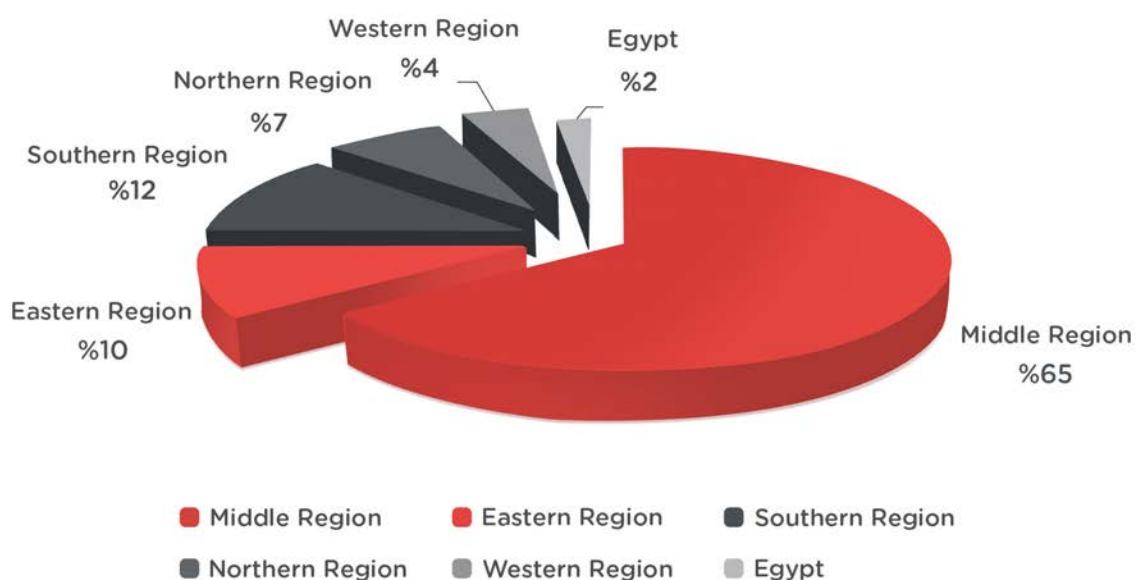 Western Region
%4
Egypt
%2
Northern Region
%7
Southern Region
%12
Eastern Region
%10
Middle Region
%65
Middle Region
Eastern Region
Southern Region
Northern Region
Western Region
Egypt